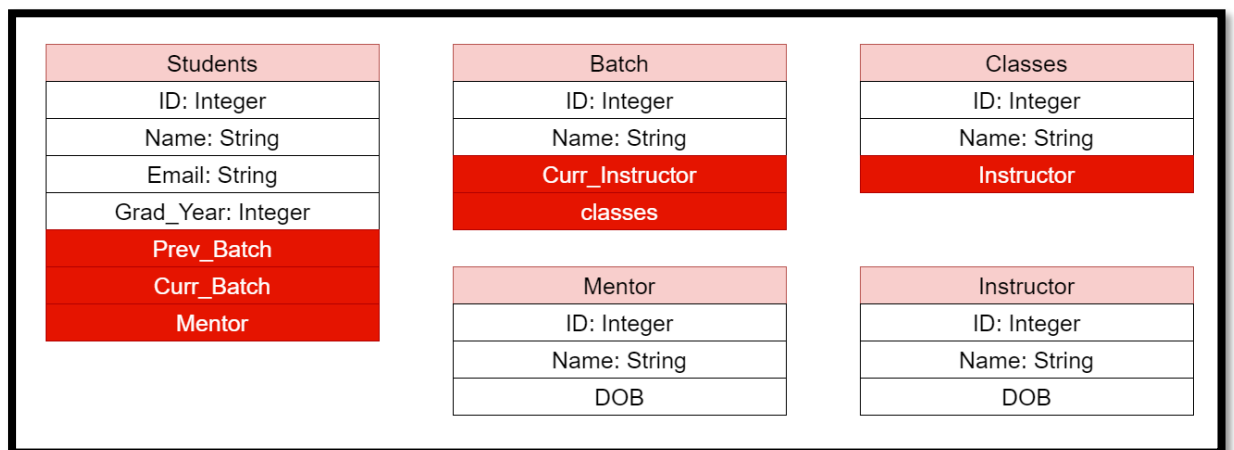 Students
ID: Integer
Name: String
Email: String
Grad_Year: Integer
Prev_Batch
Curr_Batch
Mentor
Batch
ID: Integer
Name: String
Curr_Instructor
classes
Classes
ID: Integer
Name: String
Instructor
Mentor
ID: Integer
Name: String
DOB
Instructor
ID: Integer
Name: String
DOB